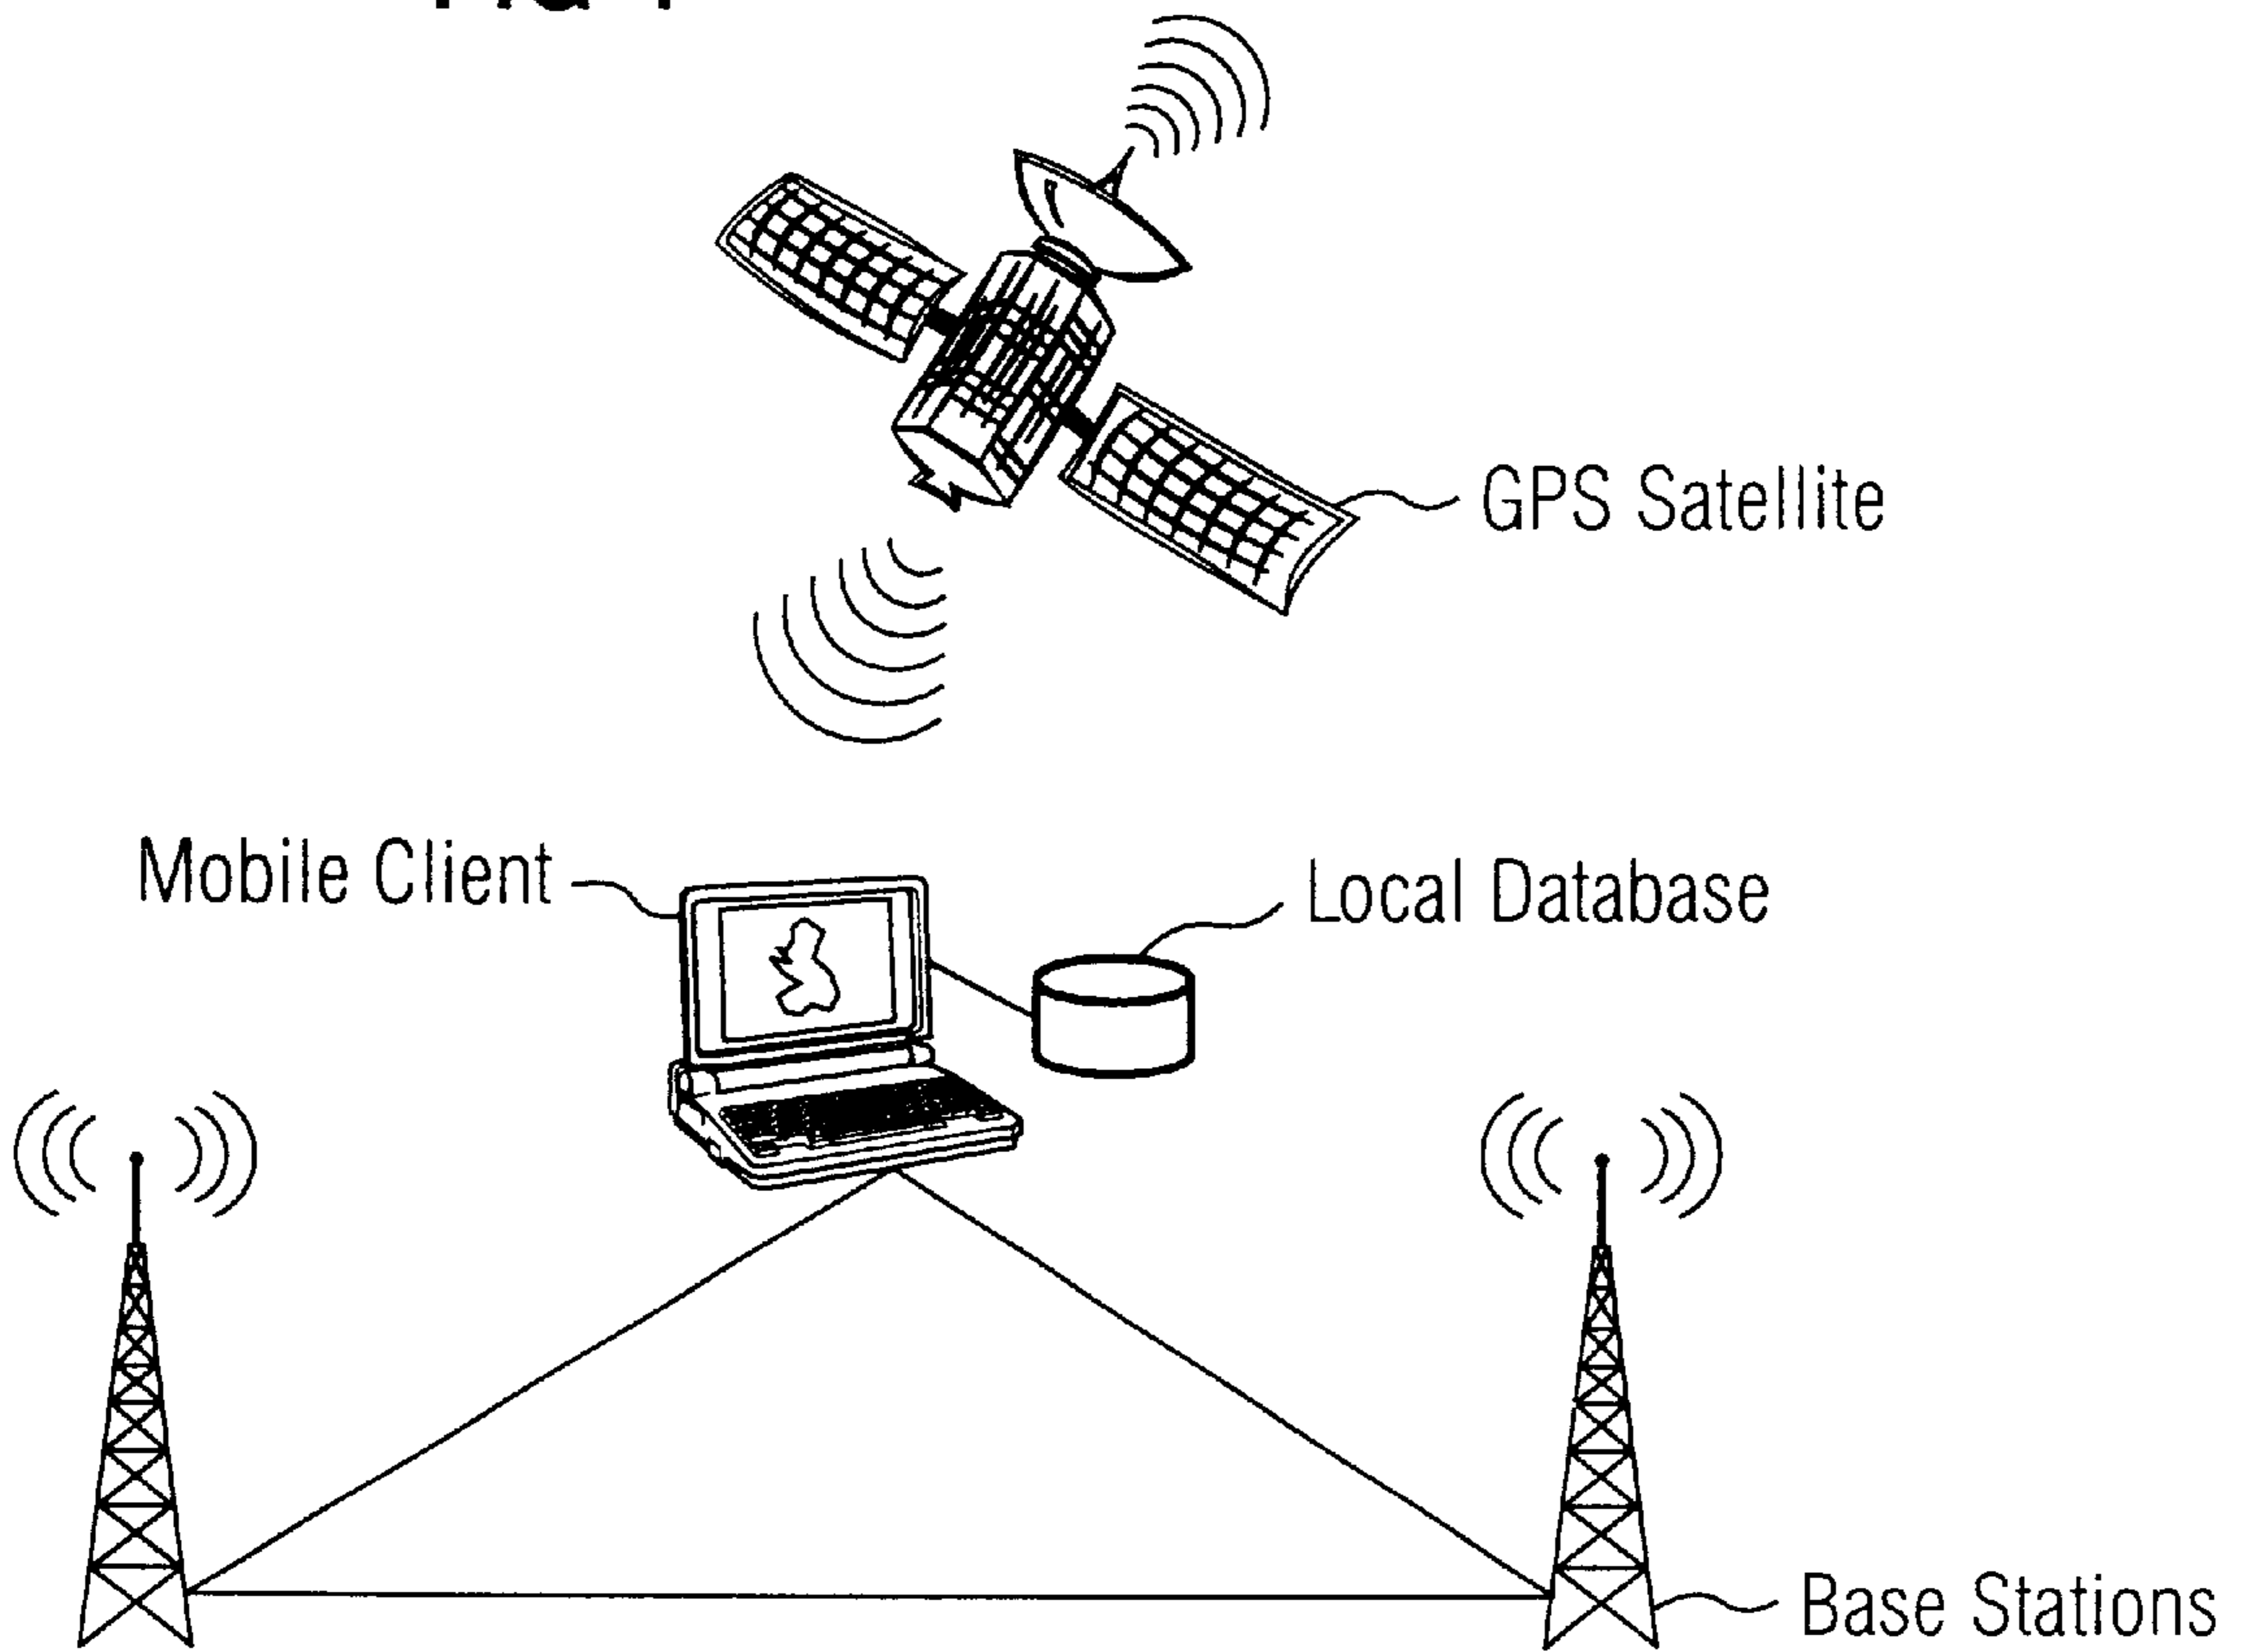 GPS Satellite
Mobile Client
Local Database
Base Stations